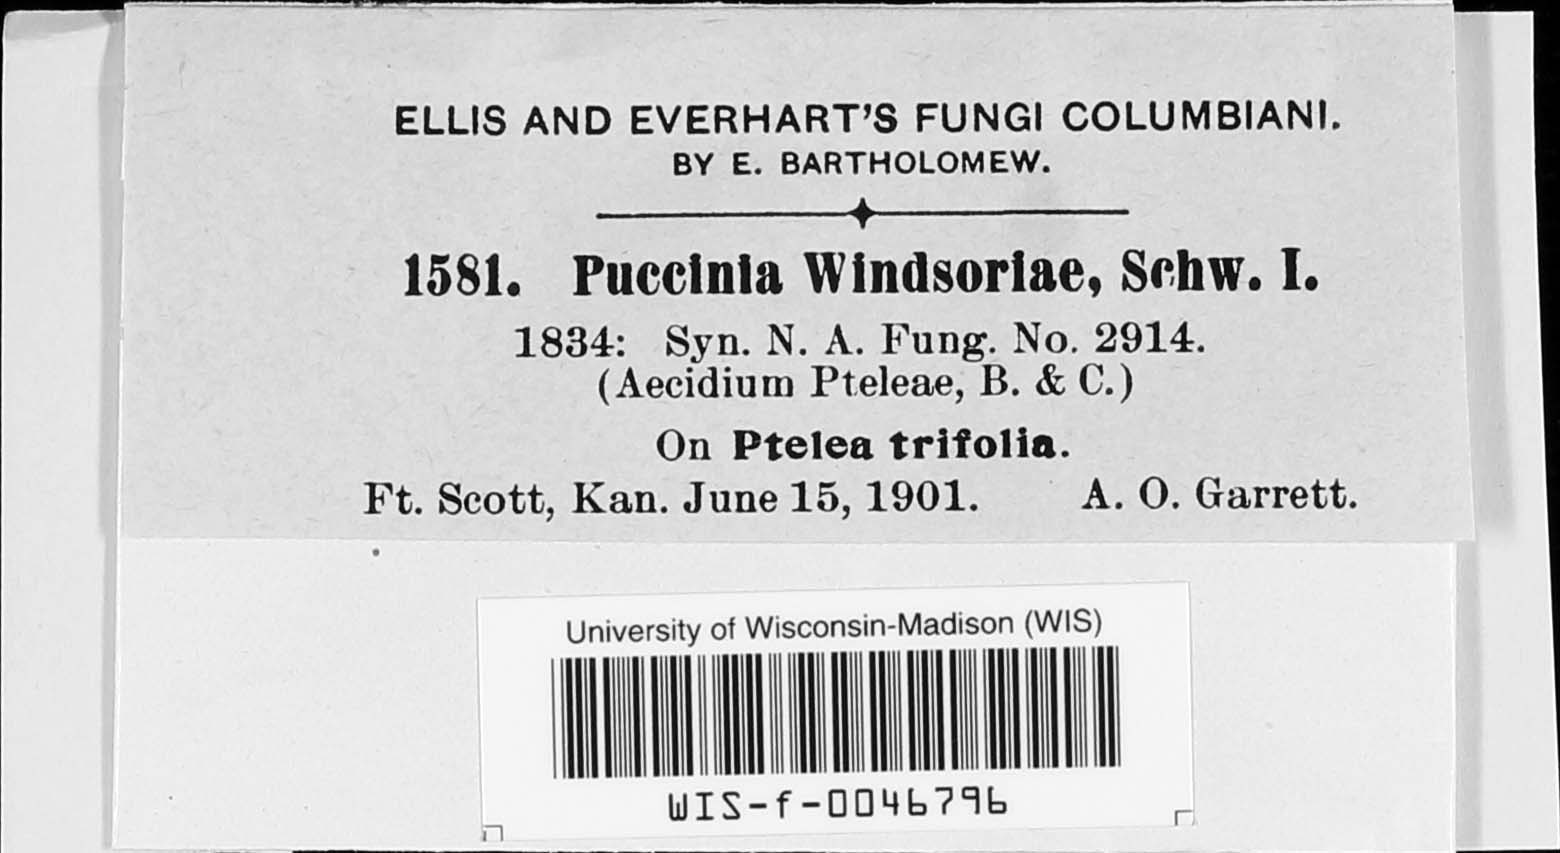 ELLIS AND EVERHART'S FUNGI COLUMBIANI.
BY E. BARTHOLOMEW.
1581. Puccinia Windsoriae, Schw. I.
1834: Syn. N. A. Fung. No. 2914.
(Aecidium Pteleae, B. & C.)
On Ptelea trifolia.
Ft. Scott, Kan. June 15, 1901. A. O. Garrett.
University of Wisconsin-Madison (WIS)
WIS-f-0046796